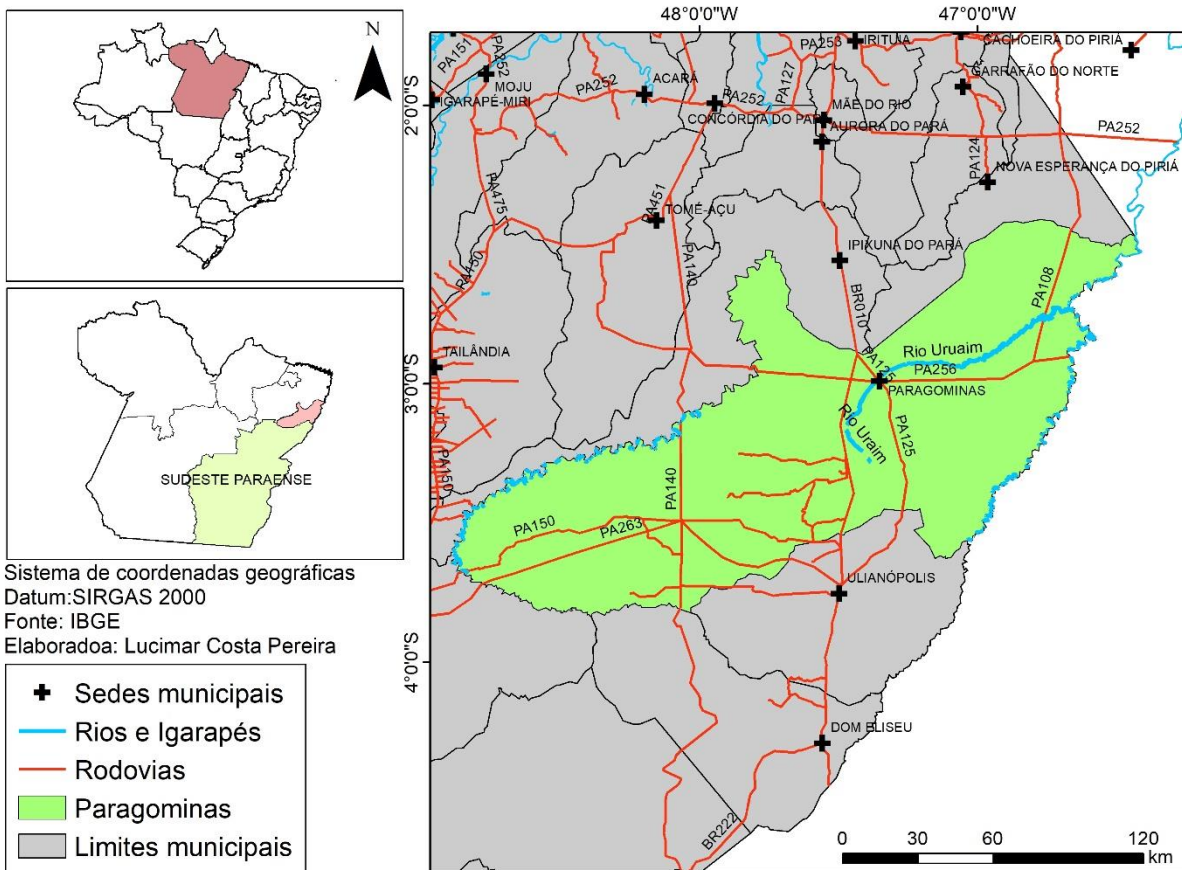 N
SUDESTE PARAENSE
Sistema de coordenadas geográficas
Datum:SIRGAS 2000
Fonte: IBGE
Elaboradoa: Lucimar Costa Pereira
Sedes municipais
Rios e Igarapés
Rodovias
Paragominas
Limites municipais
48°0'0"W
47°0'0"W
2°0'0"S
3°0'0"S
4°0'0"S
PA151
PA252
MOJU
IGARAPÉ-MIRI
PA252
ACARÁ
PA252
PA127
PA253
IRITUIA
CACHOEIRA DO PIRIÁ
GARRAFÃO DO NORTE
MÃE DO RIO
CONCÓRDIA DO PARÁ
AURORA DO PARÁ
PA252
PA124
NOVA ESPERANÇA DO PIRIÁ
PA475
PA451
TOMÉ-AÇU
PA150
PA140
IPIXUNA DO PARÁ
BR010
PA108
TAILÂNDIA
PA125
Rio Uruaim
PA256
PARAGOMINAS
Rio Uraim
PA125
PA150
PA140
PA150
PA263
ULIANÓPOLIS
DOM ELISEU
BR222
0 30 60 120
km